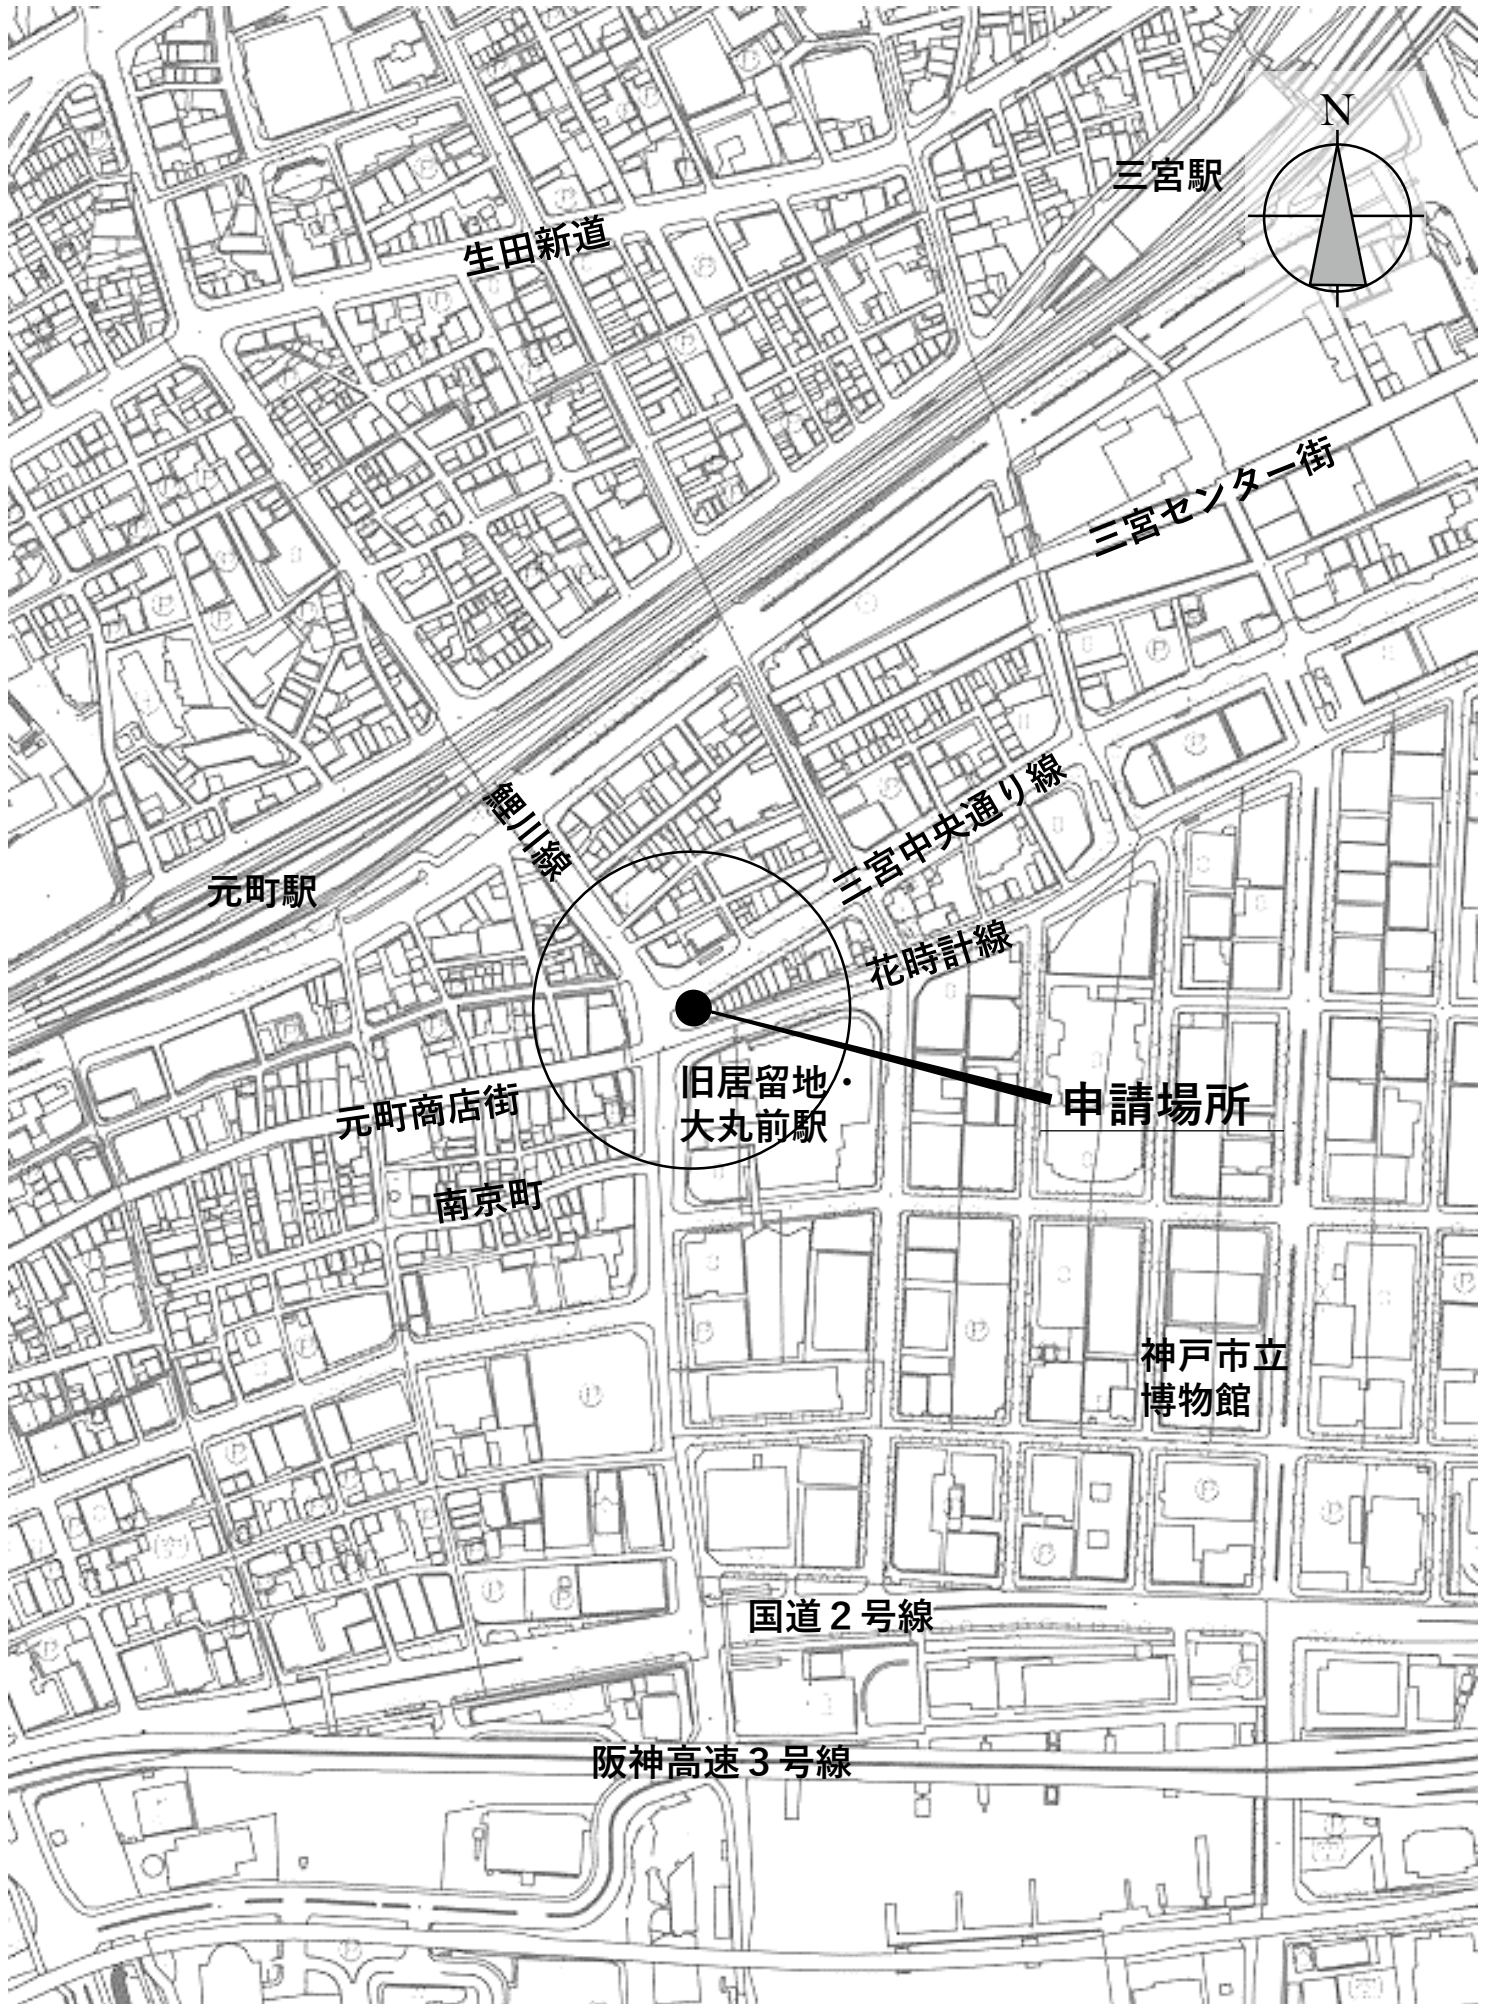 N
三宮駅
生田新道
三宮センター街
鯉川線
三宮中央通り線
元町駅
花時計線
旧居留地・
大丸前駅
申請場所
元町商店街
南京町
神戸市立
博物館
国道２号線
阪神高速３号線